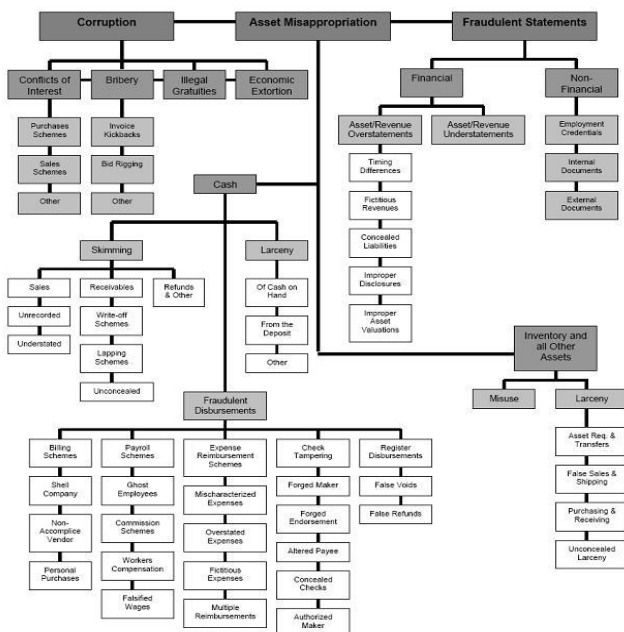 Corruption
Asset Misappropriation
Fraudulent Statements
Conflicts of
Interest
Bribery
Illegal
Gratuities
Economic
Extortion
Purchases
Schemes
Sales
Schemes
Other
Invoice
Kickbacks
Bid Rigging
Other
Financial
Non-
Financial
Asset/Revenue
Overstatements
Asset/Revenue
Understatements
Timing
Differences
Fictitious
Revenues
Concealed
Liabilities
Improper
Disclosures
Improper
Asset
Valuations
Employment
Credentials
Internal
Documents
External
Documents
Cash
Skimming
Larceny
Sales
Unrecorded
Understated
Receivables
Write-off
Schemes
Lapping
Schemes
Unconcealed
Refunds
& Other
Of Cash on
Hand
From the
Deposit
Other
Inventory and
all Other
Assets
Misuse
Larceny
Asset Req. &
Transfers
False Sales &
Shipping
Purchasing &
Receiving
Unconcealed
Larceny
Fraudulent
Disbursements
Billing
Schemes
Shell
Company
Non-
Accomplice
Vendor
Personal
Purchases
Payroll
Schemes
Ghost
Employees
Commission
Schemes
Workers
Compensation
Falsified
Wages
Expense
Reimbursement
Schemes
Mischaracterized
Expenses
Overstated
Expenses
Fictitious
Expenses
Multiple
Reimbursements
Check
Tampering
Forged Maker
Forged
Endorsement
Altered Payee
Concealed
Checks
Authorized
Maker
Register
Disbursements
False Voids
False Refunds